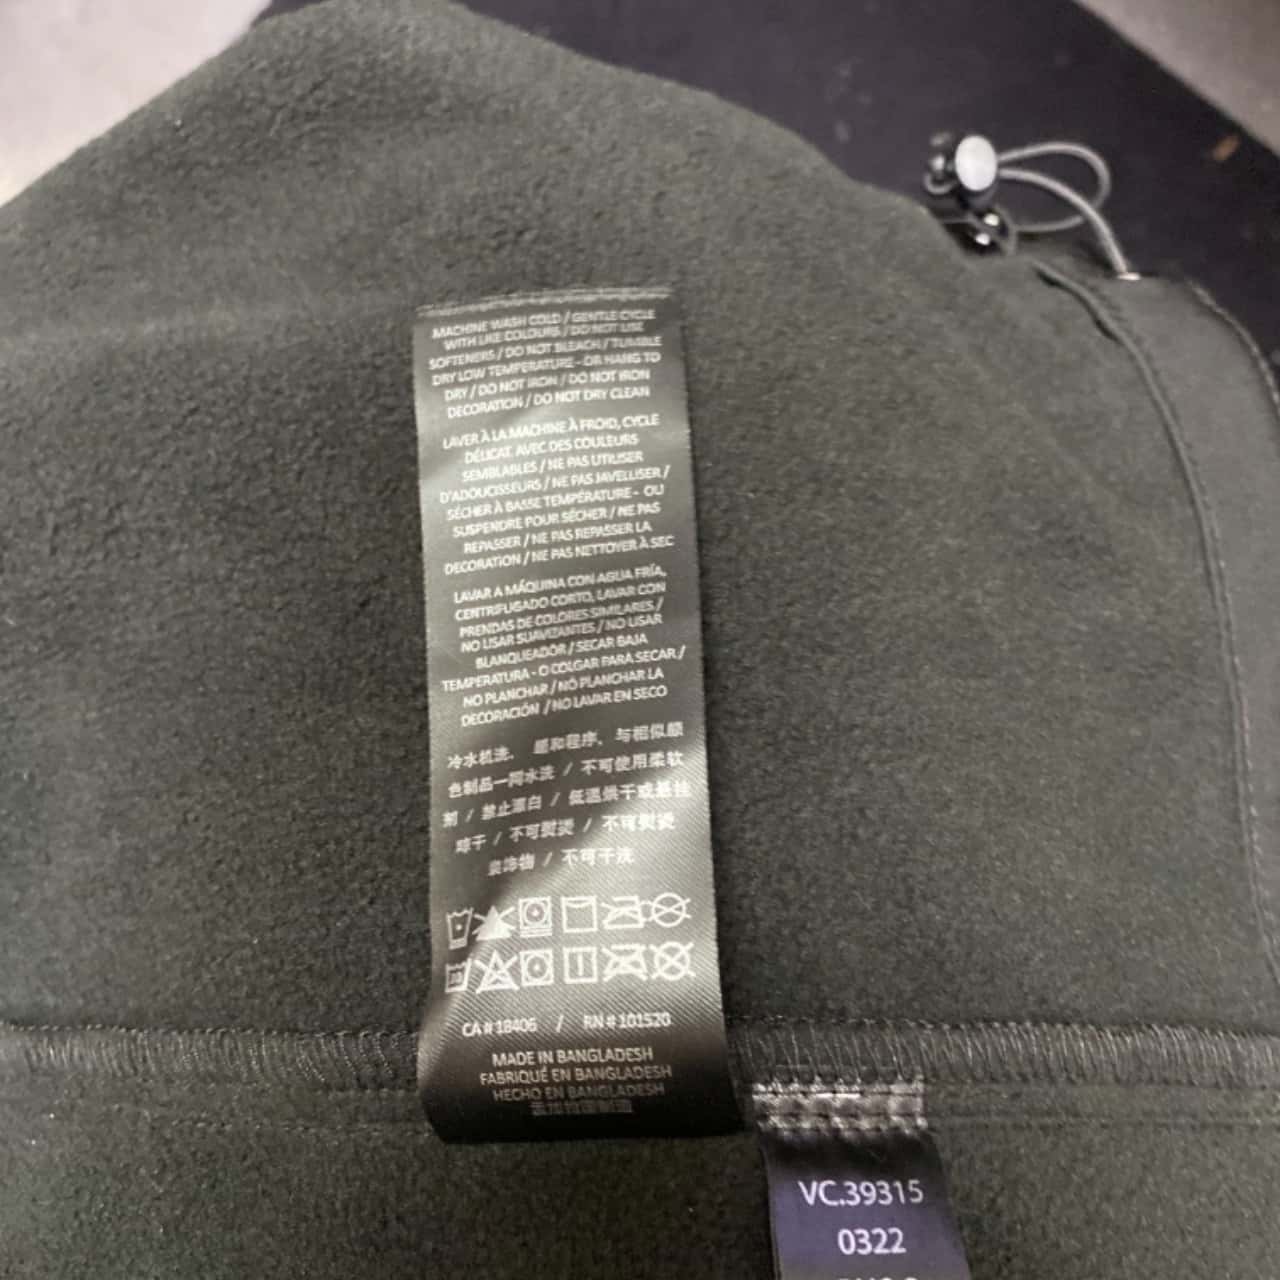 MACHINE WASH COLD / GENTLE CYCLE
WITH LIKE COLOURS / DO NOT USE
SOFTENERS / DO NOT BLEACH / TUMBLE
DRY LOW TEMPERATURE - OR HANG TO
DRY / DO NOT IRON / DO NOT IRON
DECORATION / DO NOT DRY CLEAN
LAVER À LA MACHINE À FROID, CYCLE
DÉLICAT. AVEC DES COULEURS
SEMBLABLES / NE PAS UTILISER
D'ADOUCISSEURS / NE PAS JAVELLISER /
SÉCHER À BASSE TEMPÉRATURE - OU
SUSPENDRE POUR SÉCHER / NE PAS
REPASSER / NE PAS REPASSER LA
DECORATION / NE PAS NETTOYER À SEC
LAVAR A MÁQUINA CON AGUA FRÍA,
CENTRIFUGADO CORTO, LAVAR CON
PRENDAS DE COLORES SIMILARES /
NO USAR SUAVIZANTES / NO USAR
BLANQUEADOR / SECAR BAJA
TEMPERATURA - O COLGAR PARA SECAR /
NO PLANCHAR / NO PLANCHAR LA
DECORACIÓN / NO LAVAR EN SECO
冷水机洗、 和程序、与相似颜
色制品一同水洗 / 不可使用柔软
剂 / 禁止漂白 / 低温烘干或悬挂
晾干 / 不可熨烫 / 不可熨烫
装饰物 / 不可干洗
CA # 18406 / RN # 101520
MADE IN BANGLADESH
FABRIQUÉ EN BANGLADESH
HECHO EN BANGLADESH
VC.39315
0322